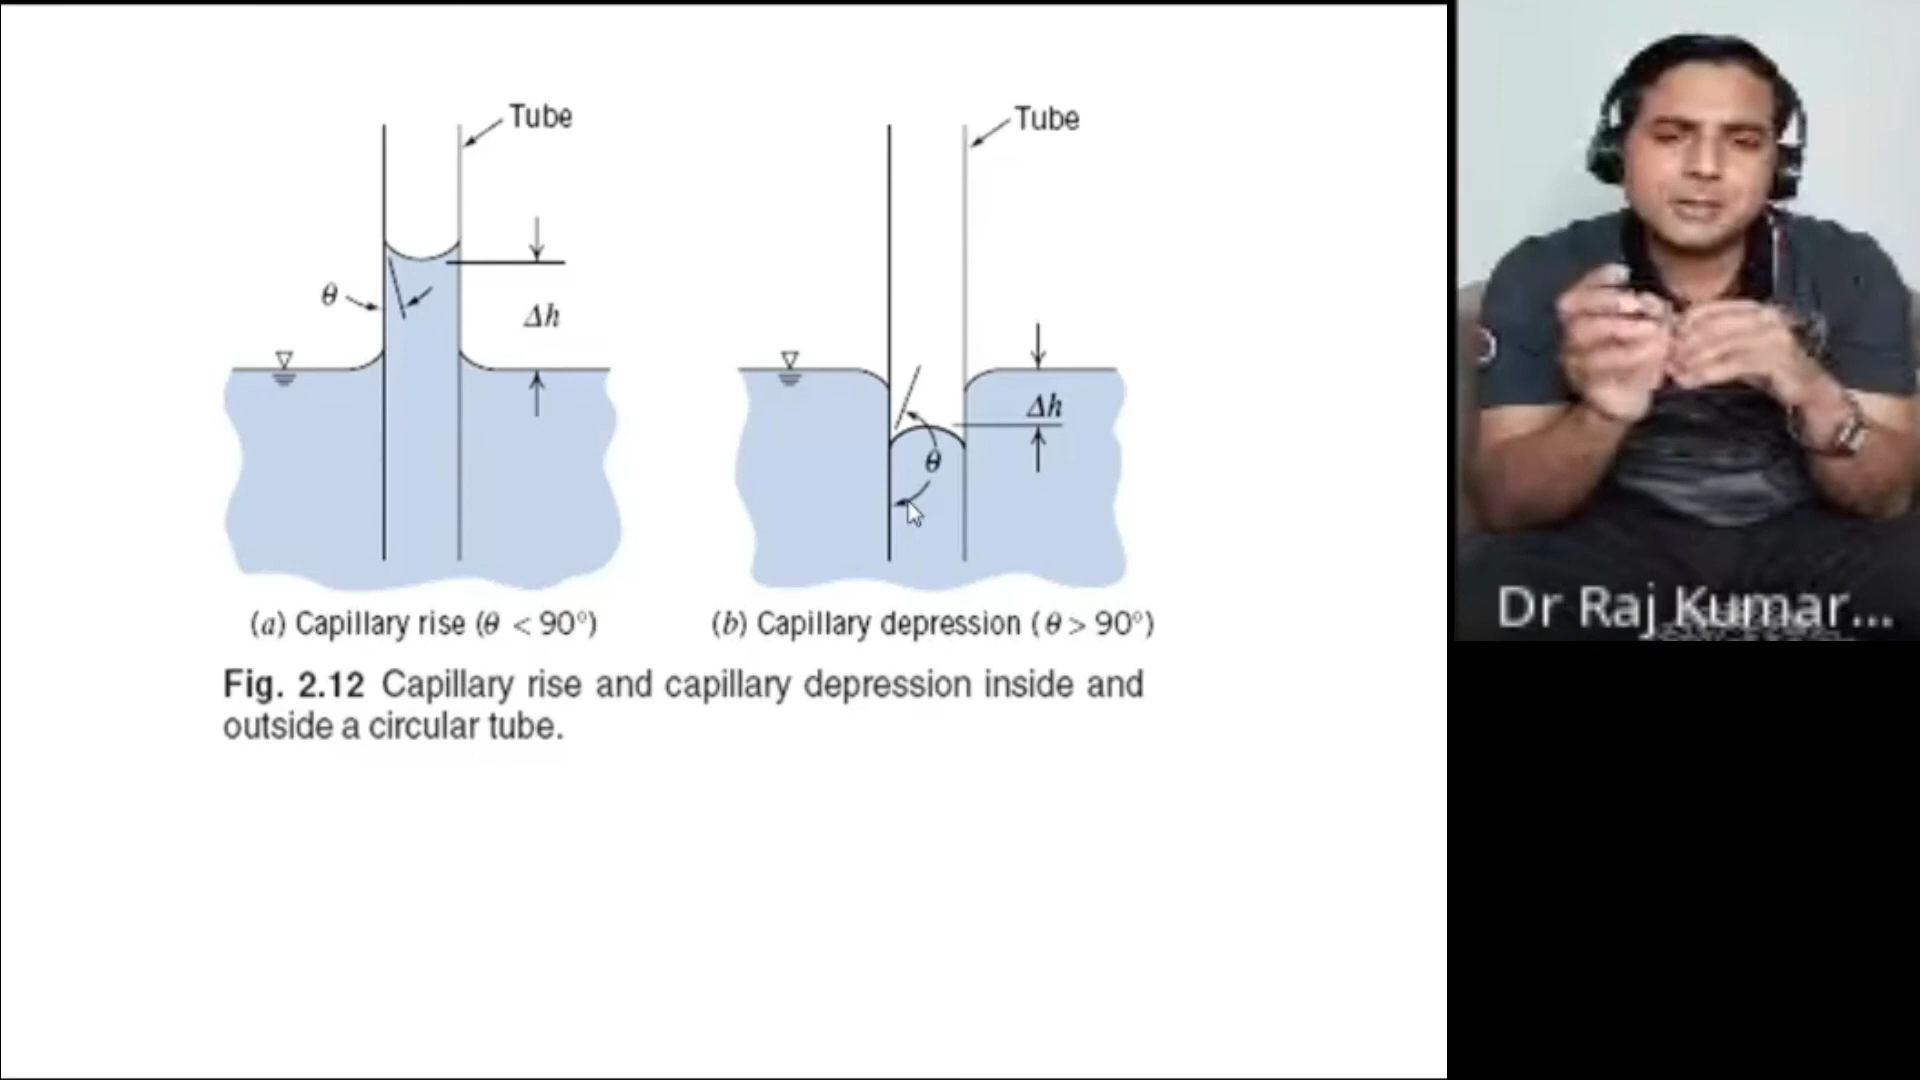 Tube
θ
Δh
(a) Capillary rise (θ < 90°)
Tube
Δh
θ
(b) Capillary depression (θ > 90°)
Fig. 2.12 Capillary rise and capillary depression inside and
outside a circular tube.
Dr Raj Kumar...